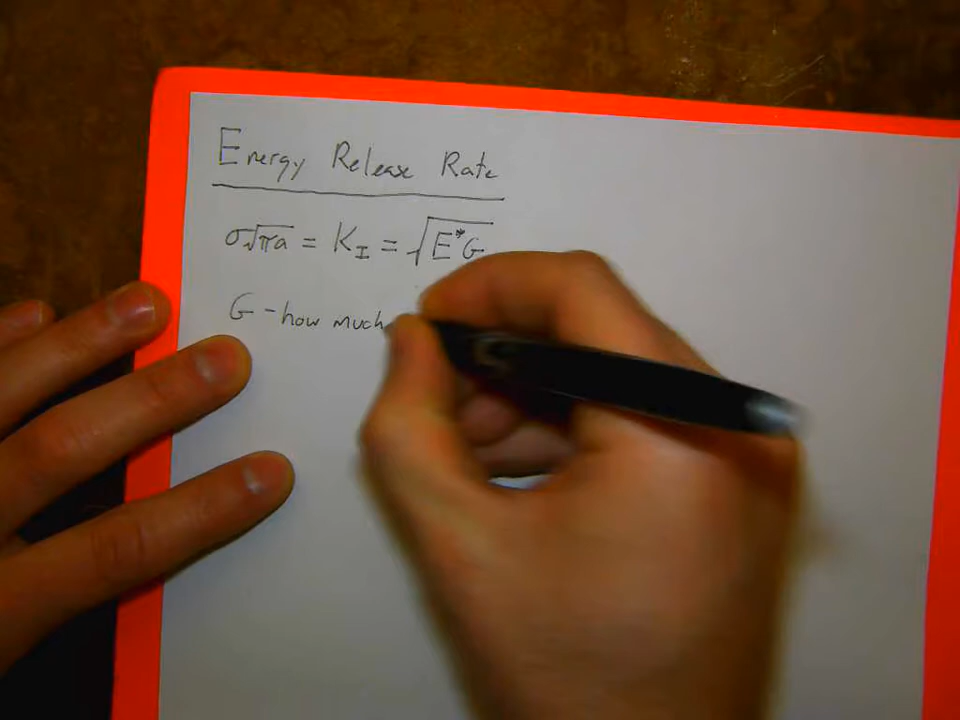 Energy Release Rate
σ√πa = K_I = √E*G
G - how much